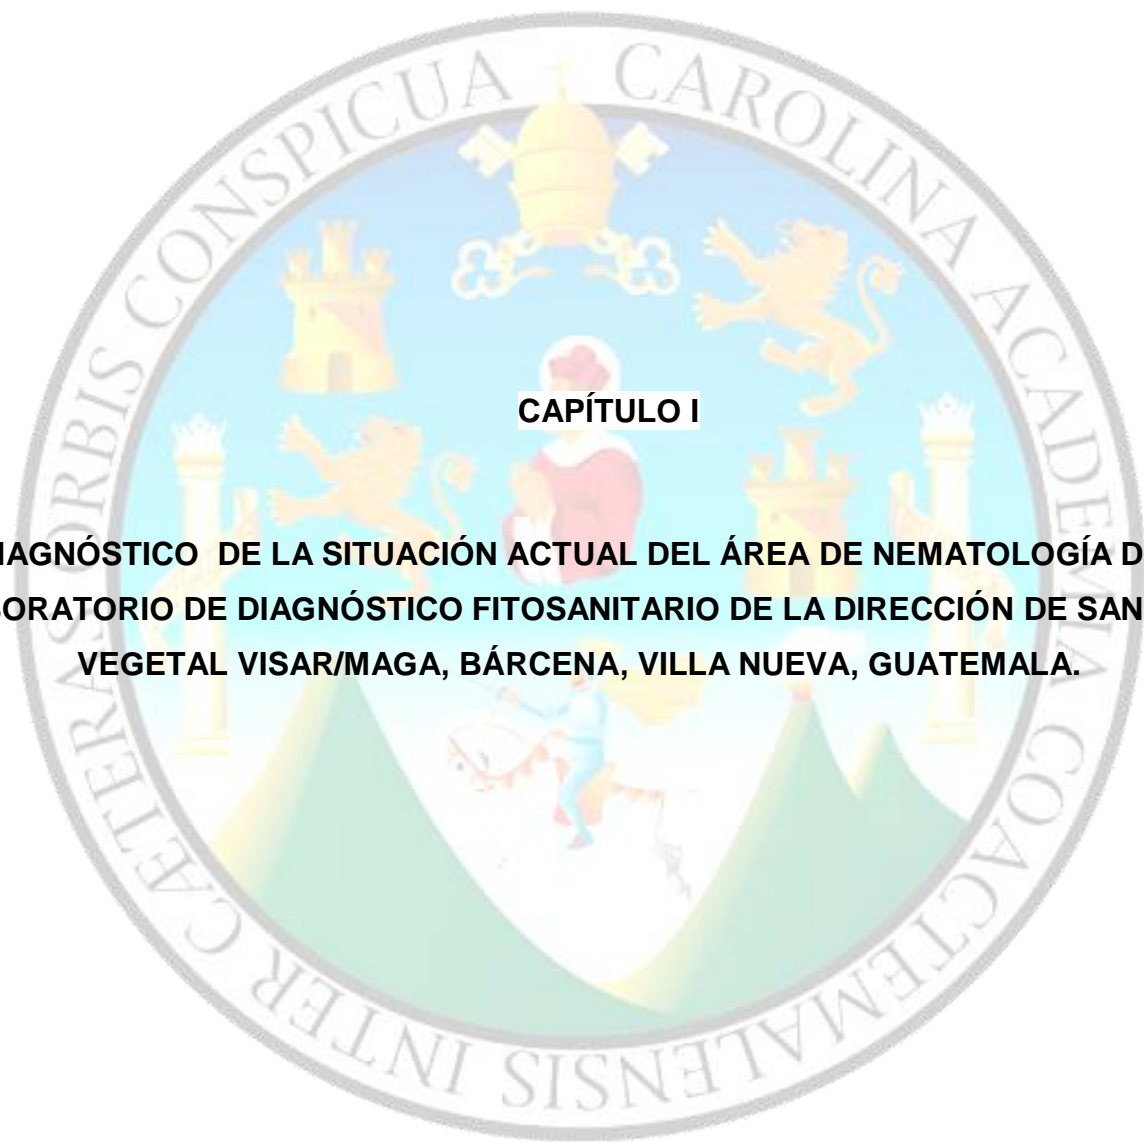 CAPÍTULO I
IAGNÓSTICO DE LA SITUACIÓN ACTUAL DEL ÁREA DE NEMATOLOGÍA D
ORATORIO DE DIAGNÓSTICO FITOSANITARIO DE LA DIRECCIÓN DE SAN
VEGETAL VISAR/MAGA, BÁRCENA, VILLA NUEVA, GUATEMALA.
CAETERAS ORBIS CONSPICUA CAROLINA ACADEMIA COACTEMALENSIS INTER